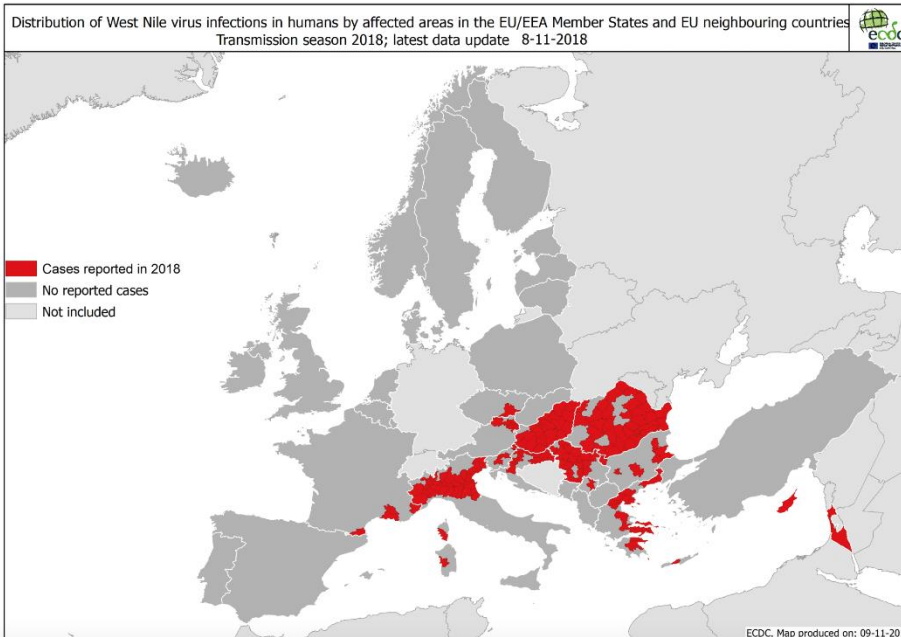 Distribution of West Nile virus infections in humans by affected areas in the EU/EEA Member States and EU neighbouring countries
Transmission season 2018; latest data update 8-11-2018
ecdc
Cases reported in 2018
No reported cases
Not included
ECDC. Map produced on: 09-11-20